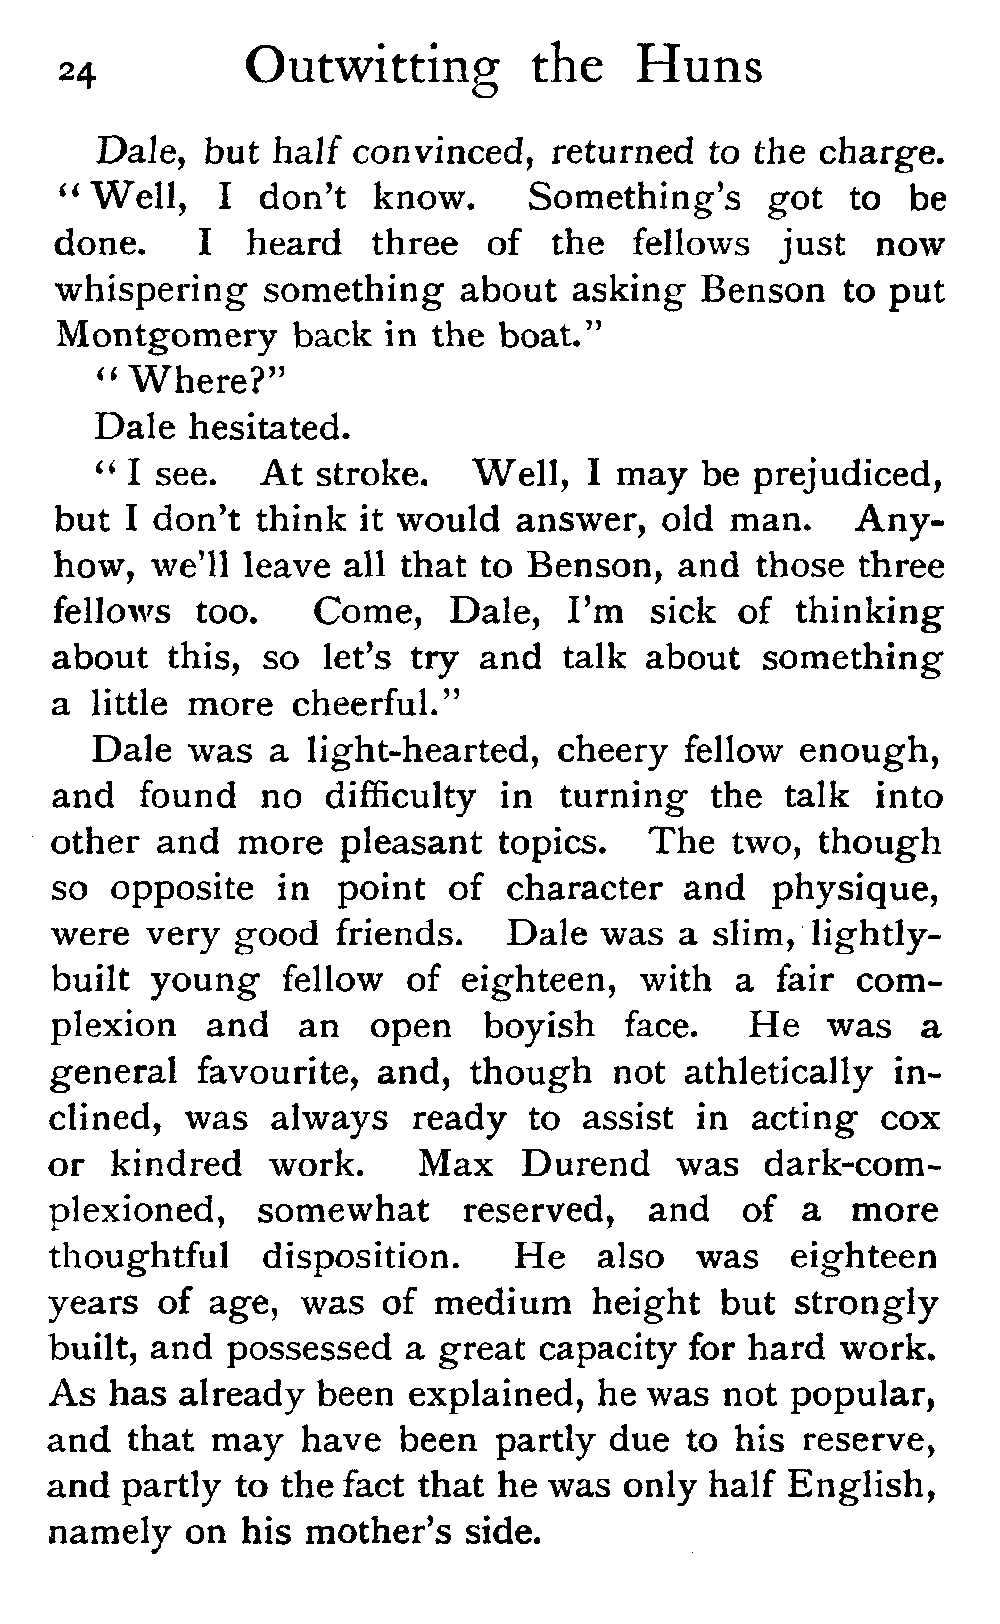 24 Outwitting the Huns
Dale, but half convinced, returned to the charge.
“Well, I don’t know. Something’s got to be
done. I heard three of the fellows just now
whispering something about asking Benson to put
Montgomery back in the boat.”
“Where?”
Dale hesitated.
“I see. At stroke. Well, I may be prejudiced,
but I don’t think it would answer, old man. Any-
how, we’ll leave all that to Benson, and those three
fellows too. Come, Dale, I’m sick of thinking
about this, so let’s try and talk about something
a little more cheerful.”
Dale was a light-hearted, cheery fellow enough,
and found no difficulty in turning the talk into
other and more pleasant topics. The two, though
so opposite in point of character and physique,
were very good friends. Dale was a slim, lightly-
built young fellow of eighteen, with a fair com-
plexion and an open boyish face. He was a
general favourite, and, though not athletically in-
clined, was always ready to assist in acting cox
or kindred work. Max Durend was dark-com-
plexioned, somewhat reserved, and of a more
thoughtful disposition. He also was eighteen
years of age, was of medium height but strongly
built, and possessed a great capacity for hard work.
As has already been explained, he was not popular,
and that may have been partly due to his reserve,
and partly to the fact that he was only half English,
namely on his mother’s side.